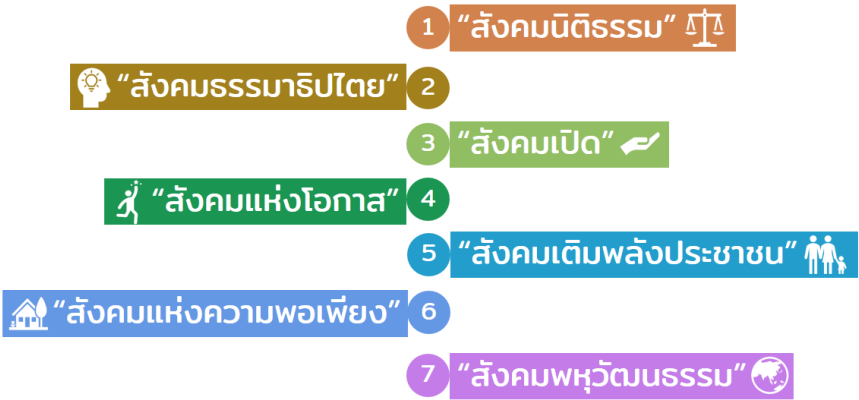 1 “สังคมนิติธรรม”
“สังคมธรรมาธิปไตย” 2
3 “สังคมเปิด”
“สังคมแห่งโอกาส” 4
5 “สังคมเติมพลังประชาชน”
“สังคมแห่งความพอเพียง” 6
7 “สังคมพหุวัฒนธรรม”